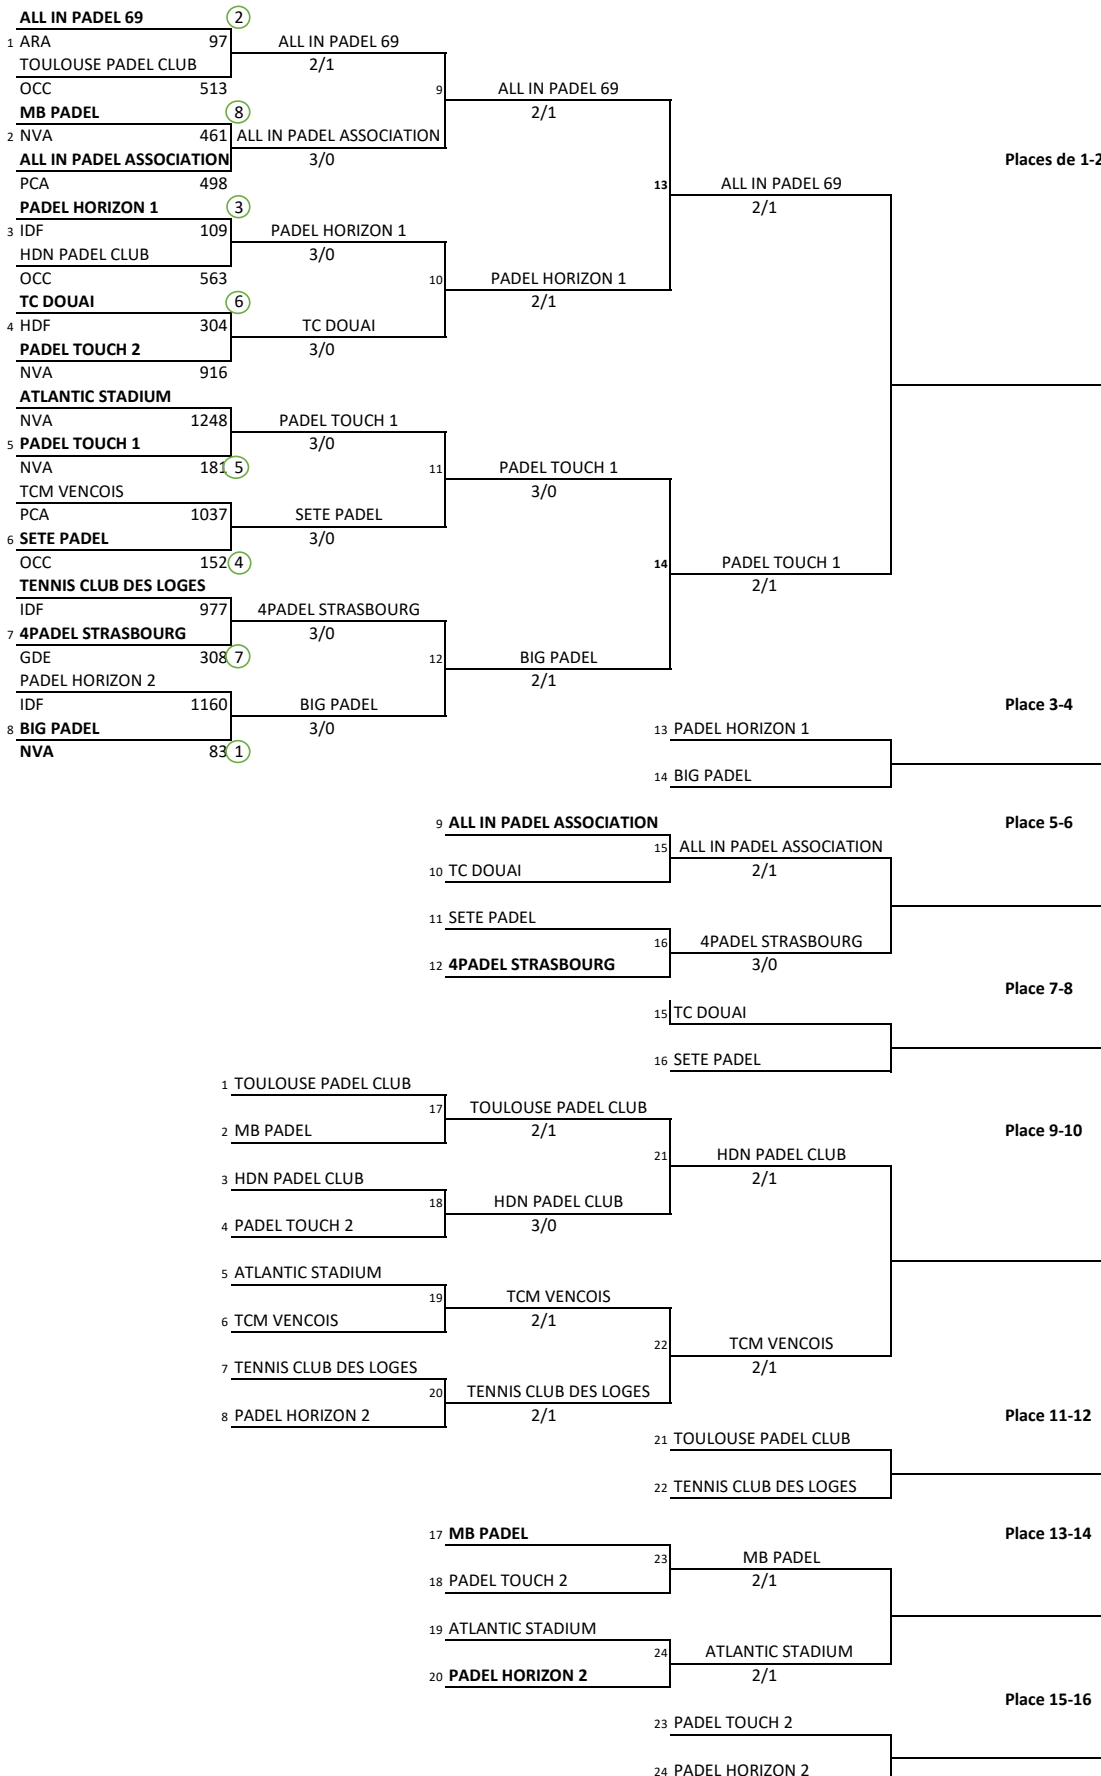 ALL IN PADEL 69 2
1 ARA 97 ALL IN PADEL 69
TOULOUSE PADEL CLUB 2/1
OCC 513 9 ALL IN PADEL 69
MB PADEL 8 2/1
2 NVA 461 ALL IN PADEL ASSOCIATION
ALL IN PADEL ASSOCIATION 3/0 Places de 1-2
PCA 498 13 ALL IN PADEL 69
PADEL HORIZON 1 3 2/1
3 IDF 109 PADEL HORIZON 1
HDN PADEL CLUB 3/0
OCC 563 10 PADEL HORIZON 1
TC DOUAI 6 2/1
4 HDF 304 TC DOUAI
PADEL TOUCH 2 3/0
NVA 916
ATLANTIC STADIUM
NVA 1248 PADEL TOUCH 1
5 PADEL TOUCH 1 3/0
NVA 181 5 11 PADEL TOUCH 1
TCM VENCOIS 3/0
PCA 1037 SETE PADEL
6 SETE PADEL 3/0
OCC 152 4 14 PADEL TOUCH 1
TENNIS CLUB DES LOGES 2/1
IDF 977 4PADEL STRASBOURG
7 4PADEL STRASBOURG 3/0
GDE 308 7 12 BIG PADEL
PADEL HORIZON 2 2/1
IDF 1160 BIG PADEL Place 3-4
8 BIG PADEL 3/0 13 PADEL HORIZON 1
NVA 83 1
14 BIG PADEL
9 ALL IN PADEL ASSOCIATION Place 5-6
15 ALL IN PADEL ASSOCIATION
10 TC DOUAI 2/1
11 SETE PADEL
16 4PADEL STRASBOURG
12 4PADEL STRASBOURG 3/0
Place 7-8
15 TC DOUAI
16 SETE PADEL
1 TOULOUSE PADEL CLUB
17 TOULOUSE PADEL CLUB
2 MB PADEL 2/1 Place 9-10
21 HDN PADEL CLUB
3 HDN PADEL CLUB 2/1
18 HDN PADEL CLUB
4 PADEL TOUCH 2 3/0
5 ATLANTIC STADIUM
19 TCM VENCOIS
6 TCM VENCOIS 2/1
22 TCM VENCOIS
7 TENNIS CLUB DES LOGES 2/1
20 TENNIS CLUB DES LOGES
8 PADEL HORIZON 2 2/1 Place 11-12
21 TOULOUSE PADEL CLUB
22 TENNIS CLUB DES LOGES
17 MB PADEL Place 13-14
23 MB PADEL
18 PADEL TOUCH 2 2/1
19 ATLANTIC STADIUM
24 ATLANTIC STADIUM
20 PADEL HORIZON 2 2/1
Place 15-16
23 PADEL TOUCH 2
24 PADEL HORIZON 2